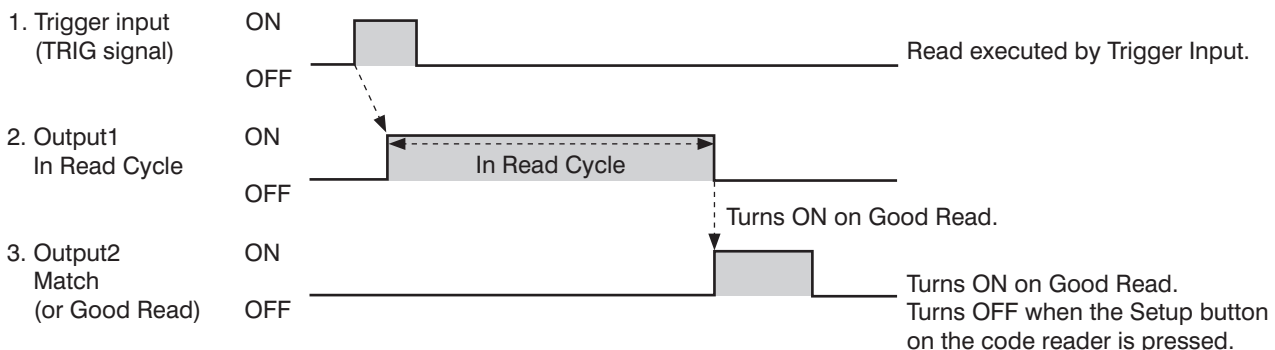 1. Trigger input
(TRIG signal)
ON
OFF
Read executed by Trigger Input.
2. Output1
In Read Cycle
ON
OFF
In Read Cycle
Turns ON on Good Read.
3. Output2
Match
(or Good Read)
ON
OFF
Turns ON on Good Read.
Turns OFF when the Setup button
on the code reader is pressed.